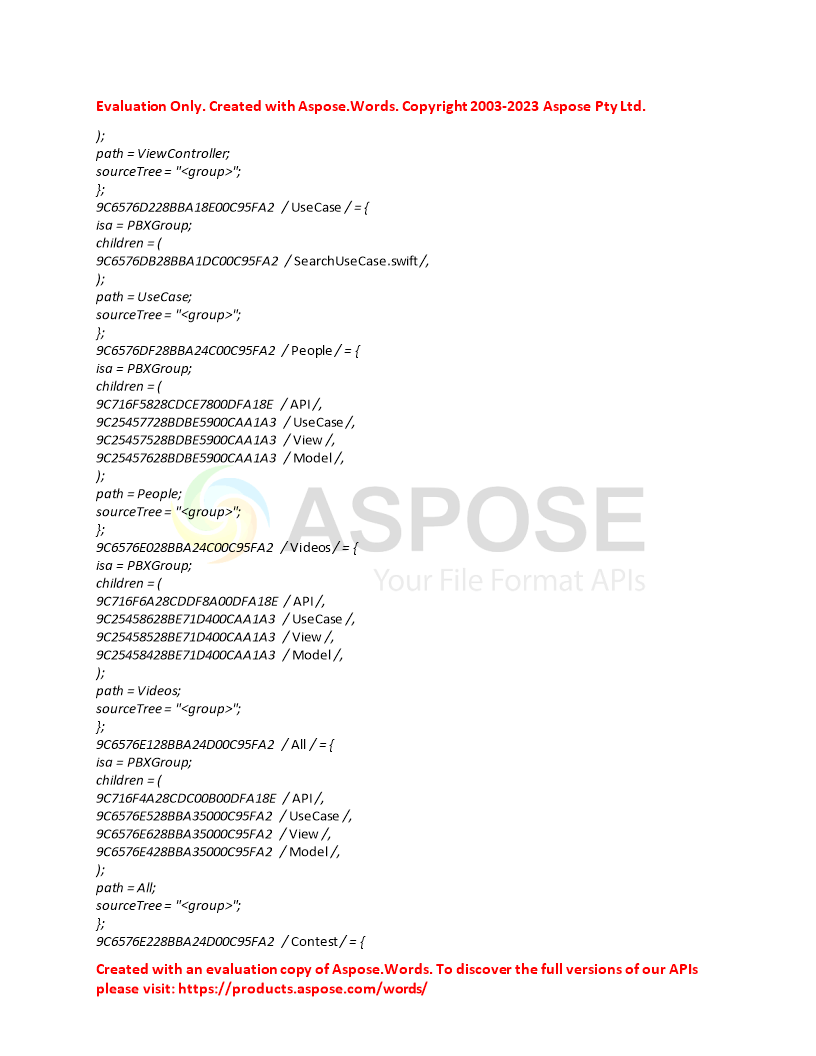 Evaluation Only. Created with Aspose.Words. Copyright 2003-2023 Aspose Pty Ltd.
);
path = ViewController;
sourceTree = "<group>";
};
9C6576D228BBA18E00C95FA2 / UseCase / = {
isa = PBXGroup;
children = (
9C6576DB28BBA1DC00C95FA2 / SearchUseCase.swift /,
);
path = UseCase;
sourceTree = "<group>";
};
9C6576DF28BBA24C00C95FA2 / People / = {
isa = PBXGroup;
children = (
9C716F5828CDCE7800DFA18E / API /,
9C25457728BDBE5900CAA1A3 / UseCase /,
9C25457528BDBE5900CAA1A3 / View /,
9C25457628BDBE5900CAA1A3 / Model /,
);
path = People;
sourceTree = "<group>";
};
9C6576E028BBA24C00C95FA2 / Videos / = {
isa = PBXGroup;
children = (
9C716F6A28CDDF8A00DFA18E / API /,
9C25458628BE71D400CAA1A3 / UseCase /,
9C25458528BE71D400CAA1A3 / View /,
9C25458428BE71D400CAA1A3 / Model /,
);
path = Videos;
sourceTree = "<group>";
};
9C6576E128BBA24D00C95FA2 / All / = {
isa = PBXGroup;
children = (
9C716F4A28CDC00B00DFA18E / API /,
9C6576E528BBA35000C95FA2 / UseCase /,
9C6576E628BBA35000C95FA2 / View /,
9C6576E428BBA35000C95FA2 / Model /,
);
path = All;
sourceTree = "<group>";
};
9C6576E228BBA24D00C95FA2 / Contest / = {
Created with an evaluation copy of Aspose.Words. To discover the full versions of our APIs
please visit: https://products.aspose.com/words/
ASPOSE
Your File Format APIs